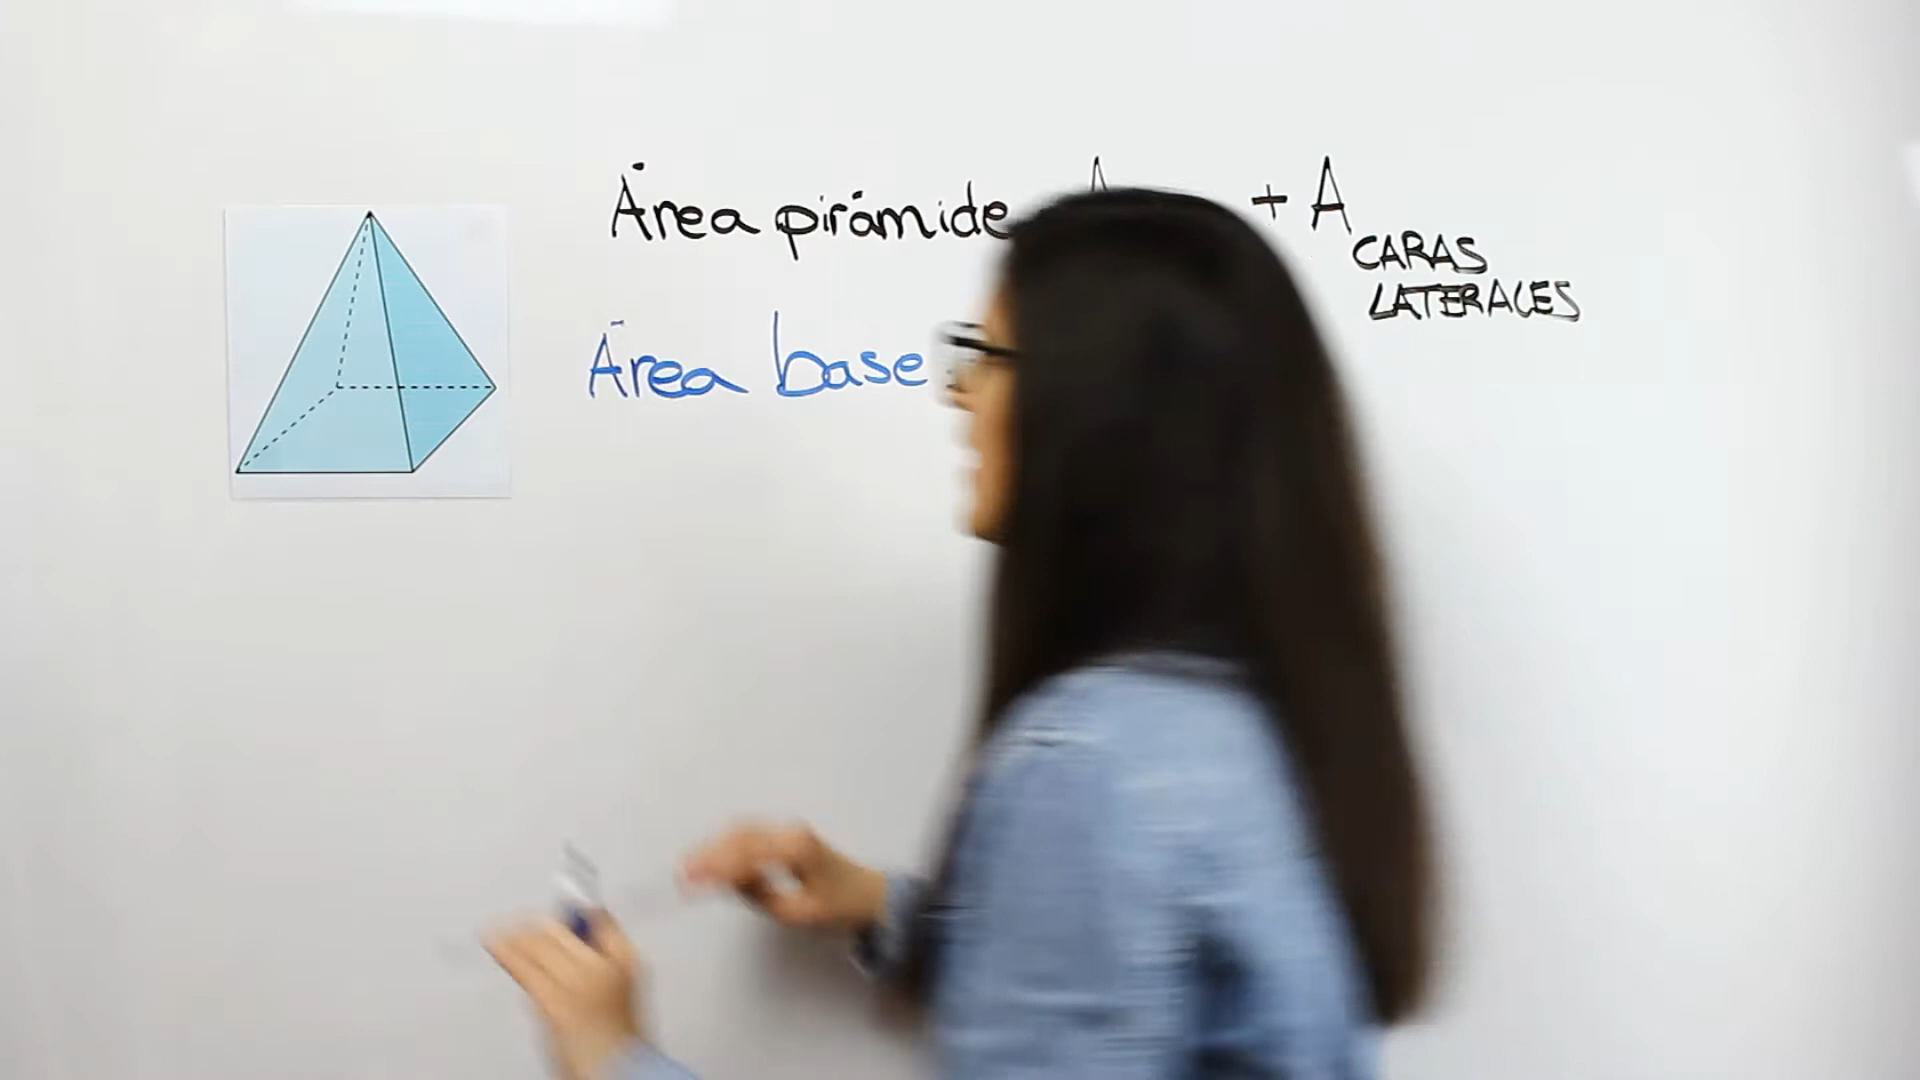 Área pirámide A + A
CARAS
LATERALES
Área base